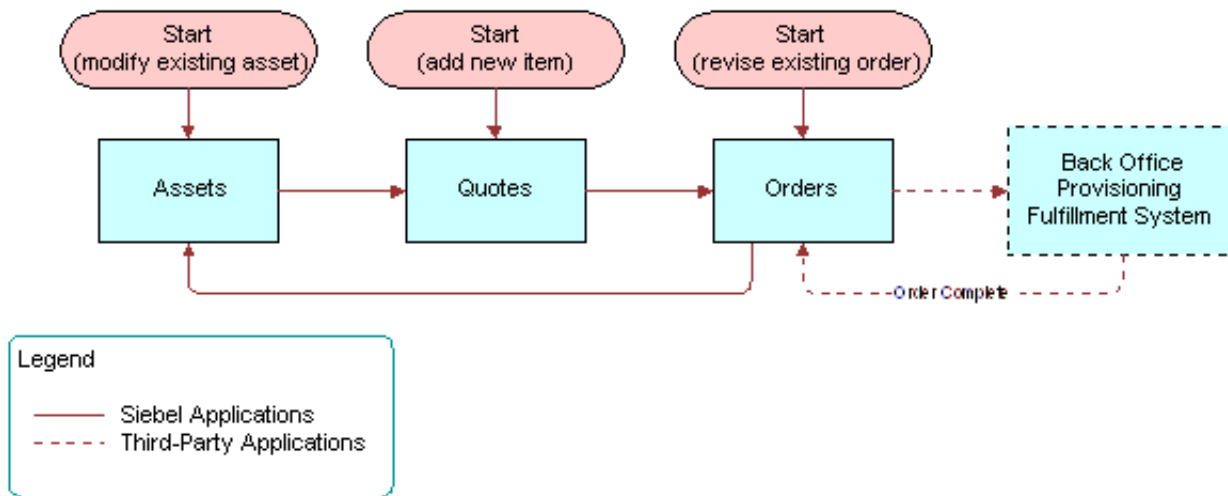 Start
(modify existing asset)
Start
(add new item)
Start
(revise existing order)
Assets
Quotes
Orders
Back Office
Provisioning
Fulfillment System
Order Complete
Legend
Siebel Applications
Third-Party Applications